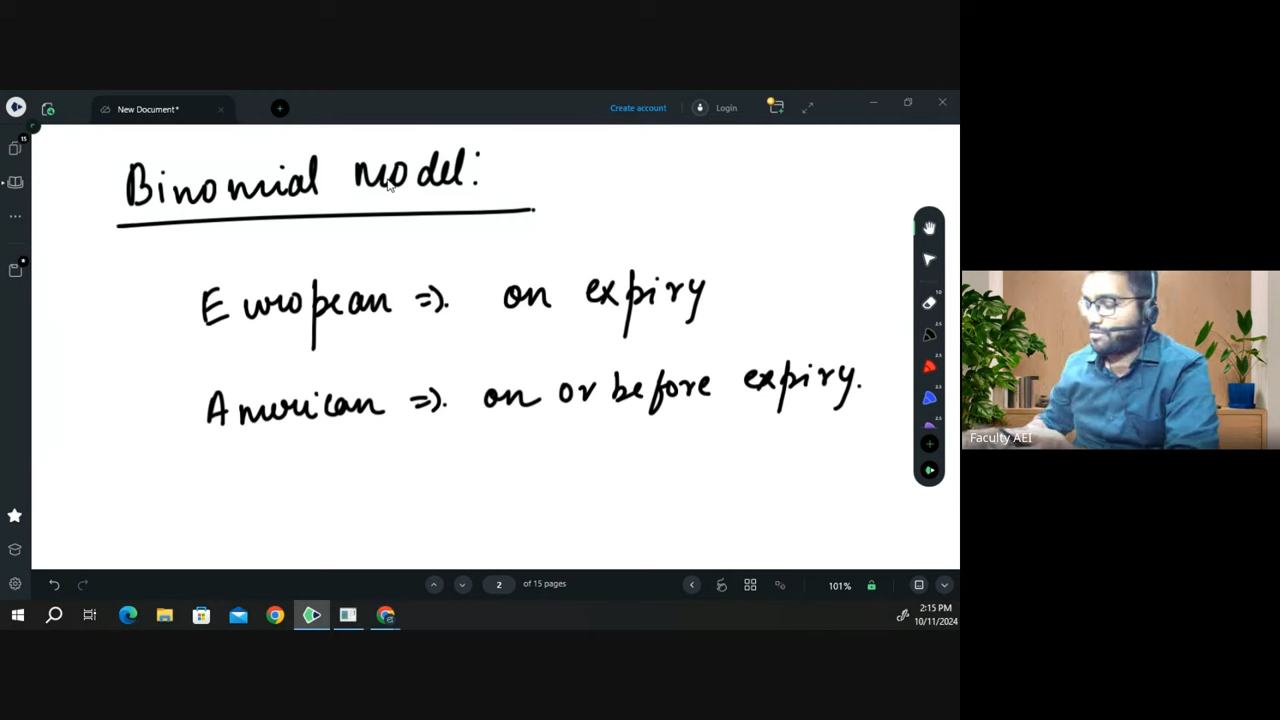 New Document*
Create account
Login
Binomial model:
European => on expiry
American => on or before expiry.
Faculty AEI
2 of 15 pages
101%
2:15 PM
10/11/2024